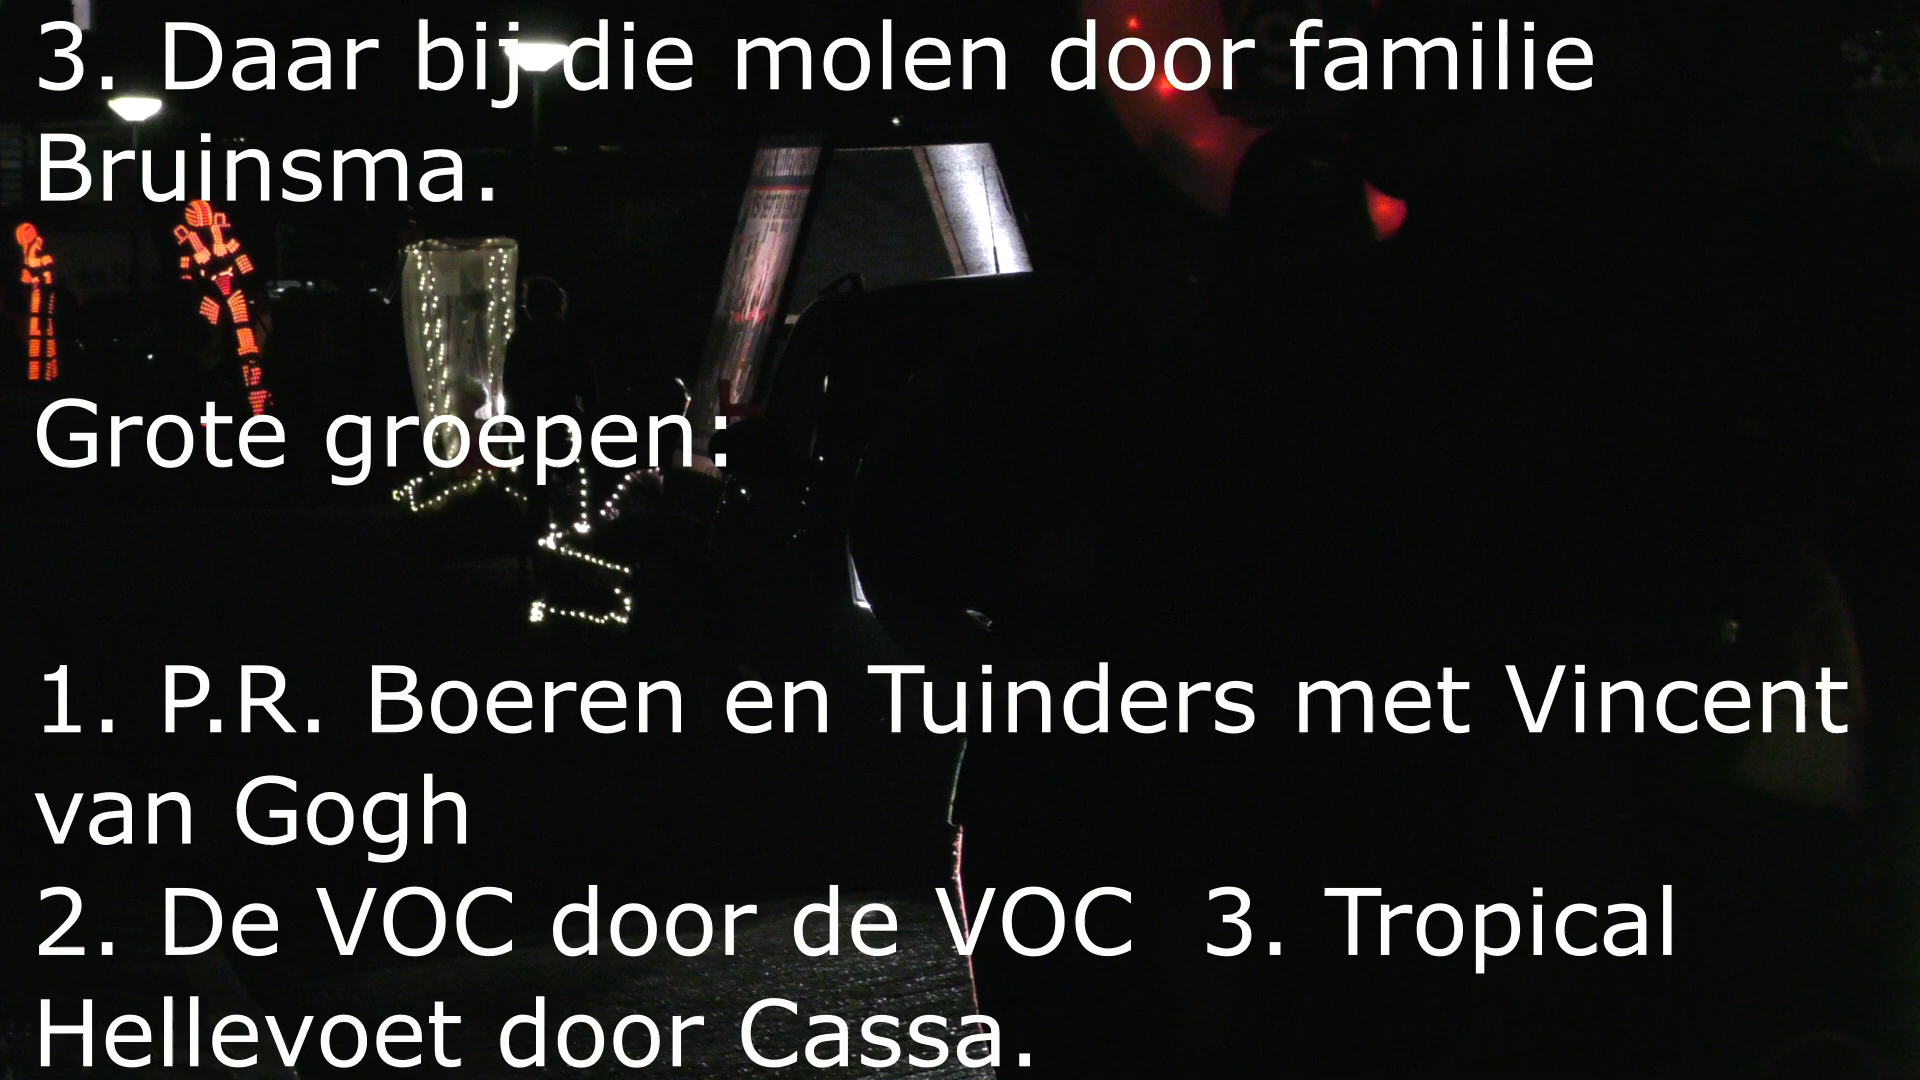 3. Daar bij die molen door familie
Bruinsma.
Grote groepen:
1. P.R. Boeren en Tuinders met Vincent
van Gogh
2. De VOC door de VOC  3. Tropical
Hellevoet door Cassa.